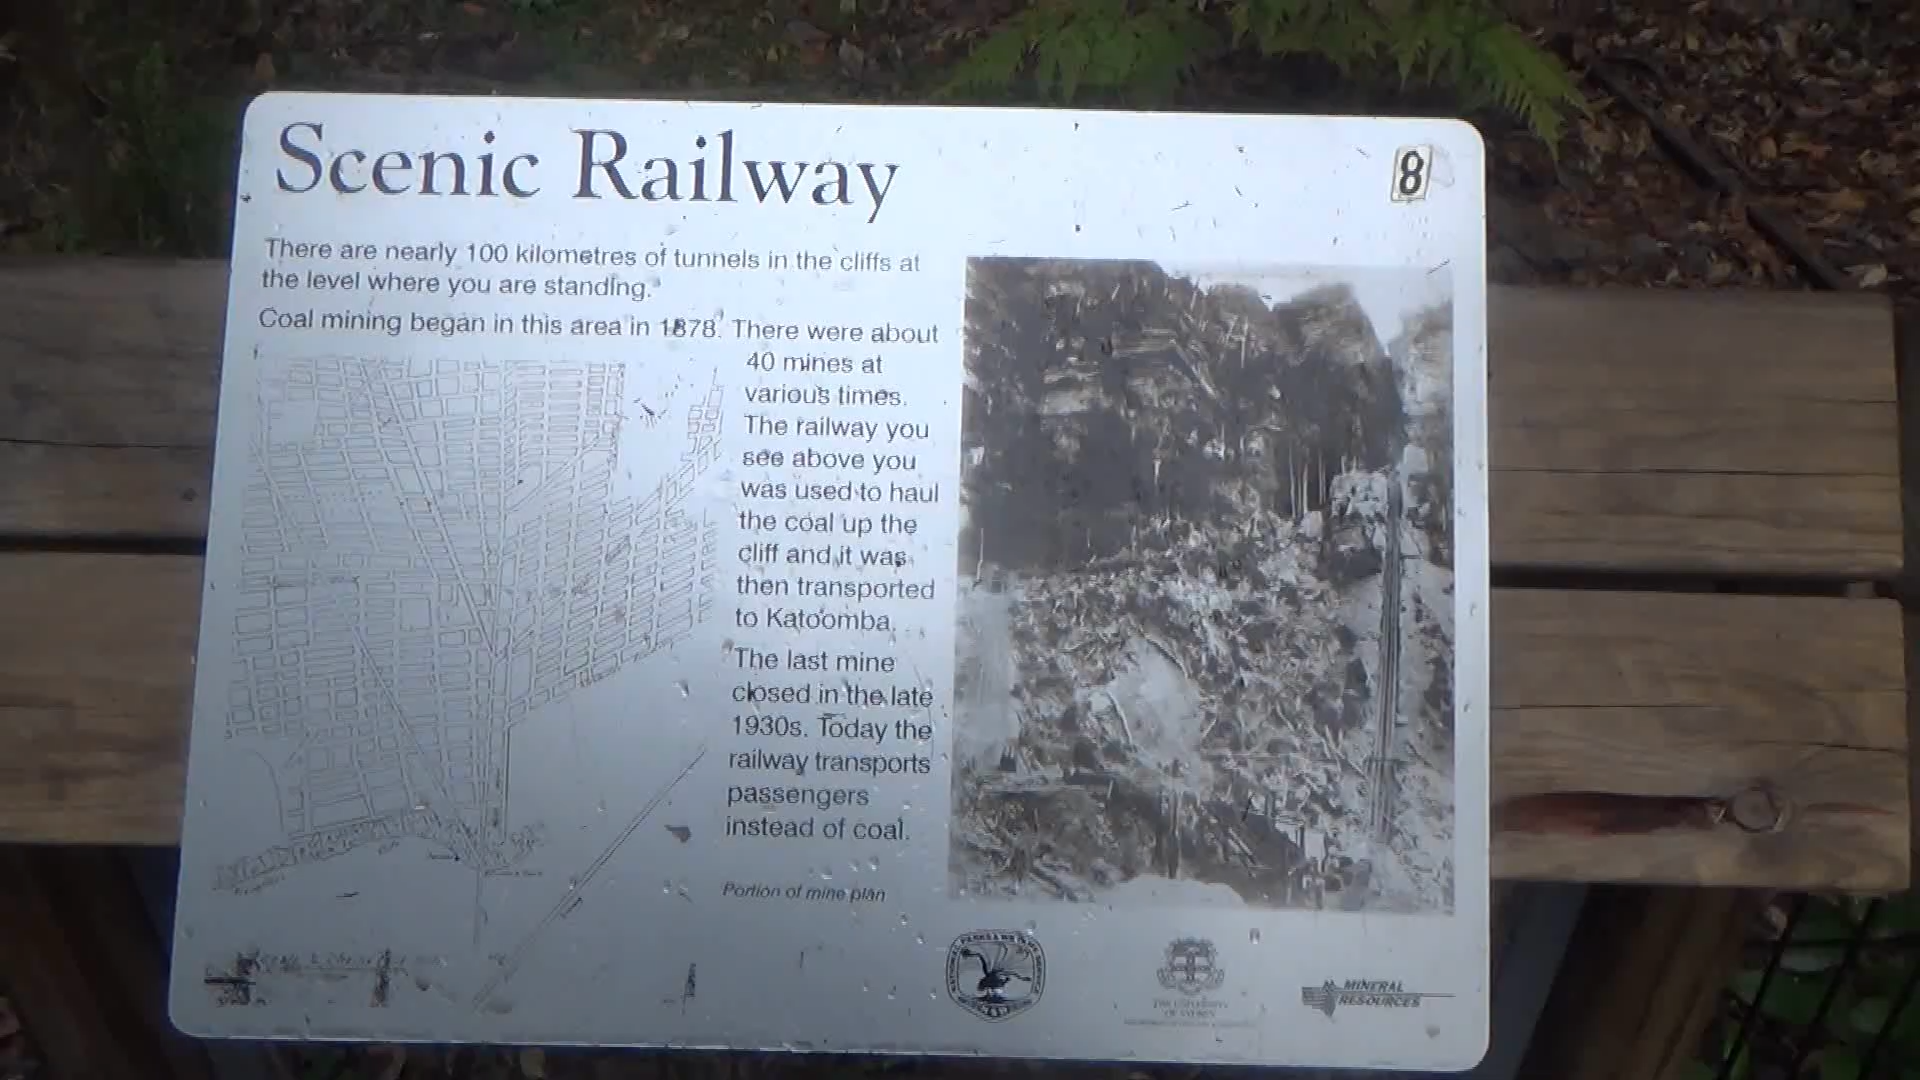 Scenic Railway
8
There are nearly 100 kilometres of tunnels in the cliffs at
the level where you are standing.
Coal mining began in this area in 1878. There were about
40 mines at
various times.
The railway you
see above you
was used to haul
the coal up the
cliff and it was
then transported
to Katoomba.
The last mine
closed in the late
1930s. Today the
railway transports
passengers
instead of coal.
Portion of mine plan
THE UNIVERSITY
OF SYDNEY
MINERAL
RESOURCES